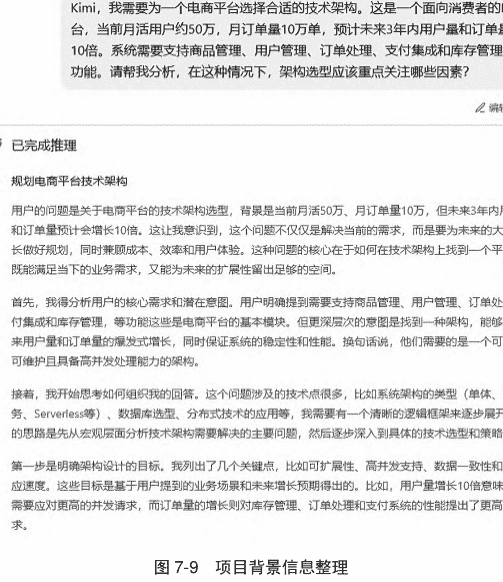 Kimi，我需要为一个电商平台选择合适的技术架构。这是一个面向消费者的
台，当前月活用户约50万，月订单量10万单，预计未来3年内用户量和订单量
10倍。系统需要支持商品管理、用户管理、订单处理、支付集成和库存管理
功能。请帮我分析，在这种情况下，架构选型应该重点关注哪些因素？
编辑
已完成推理
规划电商平台技术架构
用户的问题是关于电商平台的技术架构选型，背景是当前月活50万、月订单量10万，但未来3年内用
和订单量预计会增长10倍。这让我意识到，这个问题不仅仅是解决当前的需求，而是要为未来的大
长做好规划，同时兼顾成本、效率和用户体验。这种问题的核心在于如何在技术架构上找到一个平
既能满足当下的业务需求，又能为未来的扩展性留出足够的空间。
首先，我得分析用户的核心需求和潜在意图。用户明确提到需要支持商品管理、用户管理、订单处
付集成和库存管理，等功能这些是电商平台的基本模块。但更深层次的意图是找到一种架构，能够
来用户量和订单量的爆发式增长，同时保证系统的稳定性和性能。换句话说，他们需要的是一个可
可维护且具备高并发处理能力的架构。
接着，我开始思考如何组织我的回答。这个问题涉及的技术点很多，比如系统架构的类型（单体、
务、Serverless等）、数据库选型、分布式技术的应用等，我需要有一个清晰的逻辑框架来逐步展开
的思路是先从宏观层面分析技术架构需要解决的主要问题，然后逐步深入到具体的技术选型和策略
第一步是明确架构设计的目标。我列出了几个关键点，比如可扩展性、高并发支持、数据一致性和
应速度。这些目标是基于用户提到的业务场景和未来增长预期得出的。比如，用户量增长10倍意味
需要应对更高的并发请求，而订单量的增长则对库存管理、订单处理和支付系统的性能提出了更高
求。
图 7-9　项目背景信息整理